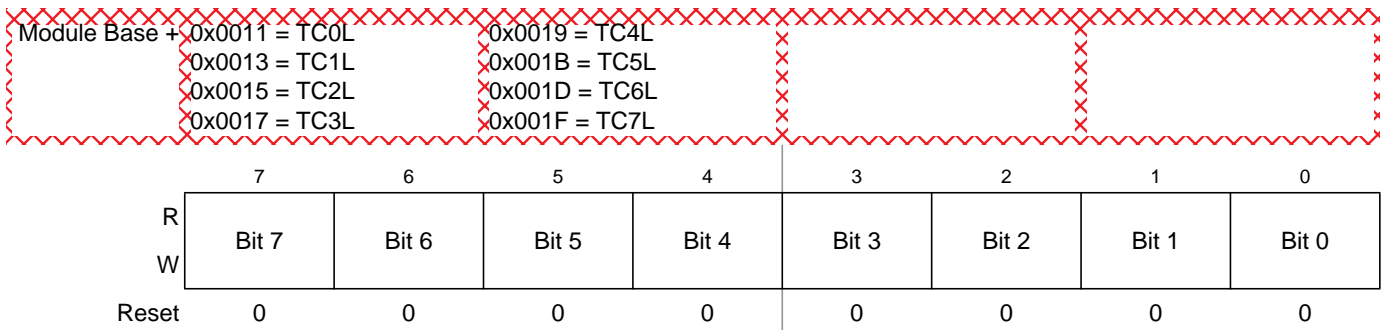 Module Base + 0x0011 = TC0L 0x0019 = TC4L
0x0013 = TC1L 0x001B = TC5L
0x0015 = TC2L 0x001D = TC6L
0x0017 = TC3L 0x001F = TC7L
7 6 5 4 3 2 1 0
R
Bit 7 Bit 6 Bit 5 Bit 4 Bit 3 Bit 2 Bit 1 Bit 0
W
Reset 0 0 0 0 0 0 0 0